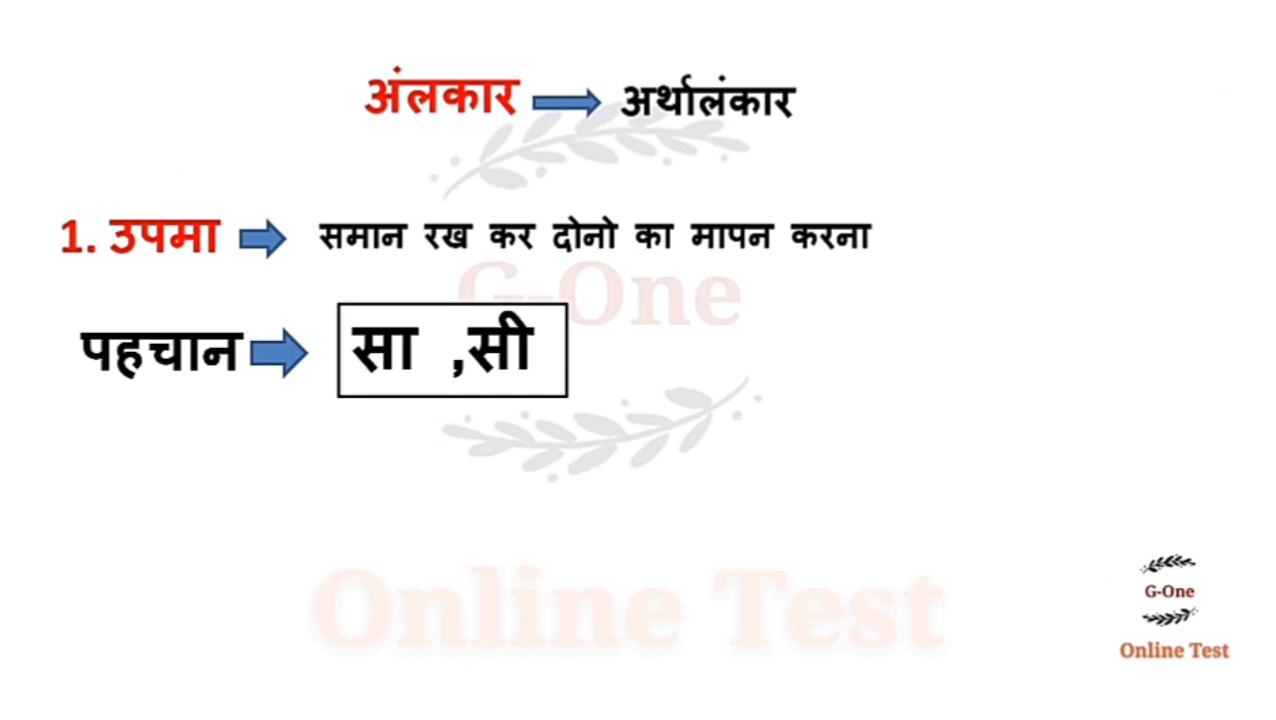 अंलकार अर्थालंकार
1. उपमा समान रख कर दोनो का मापन करना
G-One
पहचान सा ,सी
Online Test
G-One
Online Test